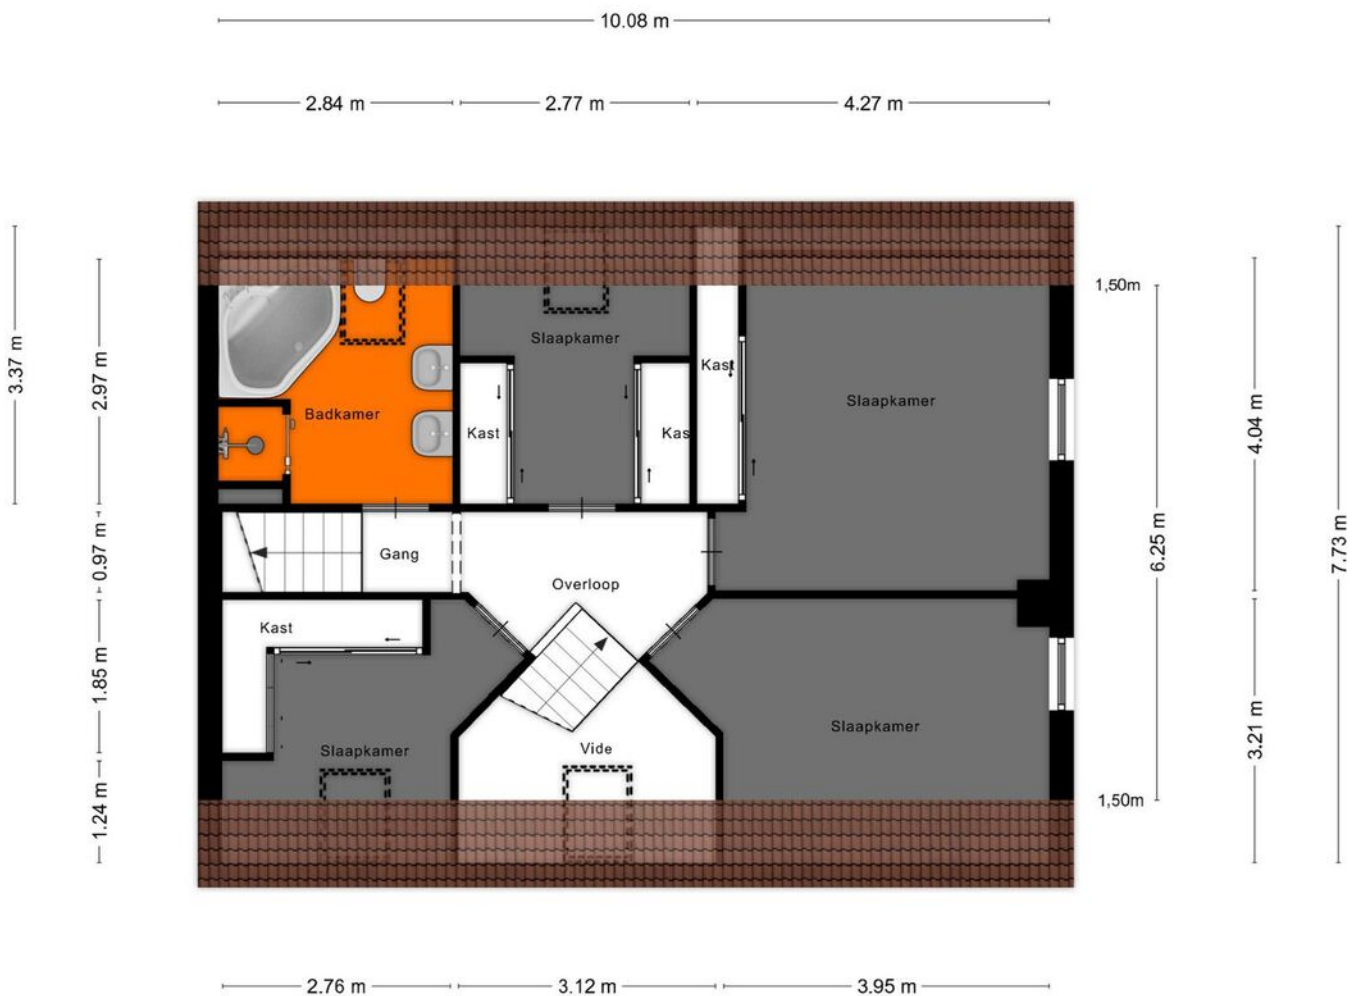 10.08 m
2.84 m
2.77 m
4.27 m
1,50m
3.37 m
2.97 m
Slaapkamer
Kast
Slaapkamer
Badkamer
Kast
Kas
4.04 m
6.25 m
7.73 m
0.97 m
Gang
Overloop
Kast
1.85 m
Slaapkamer
3.21 m
Slaapkamer
Vide
1.24 m
1,50m
2.76 m
3.12 m
3.95 m